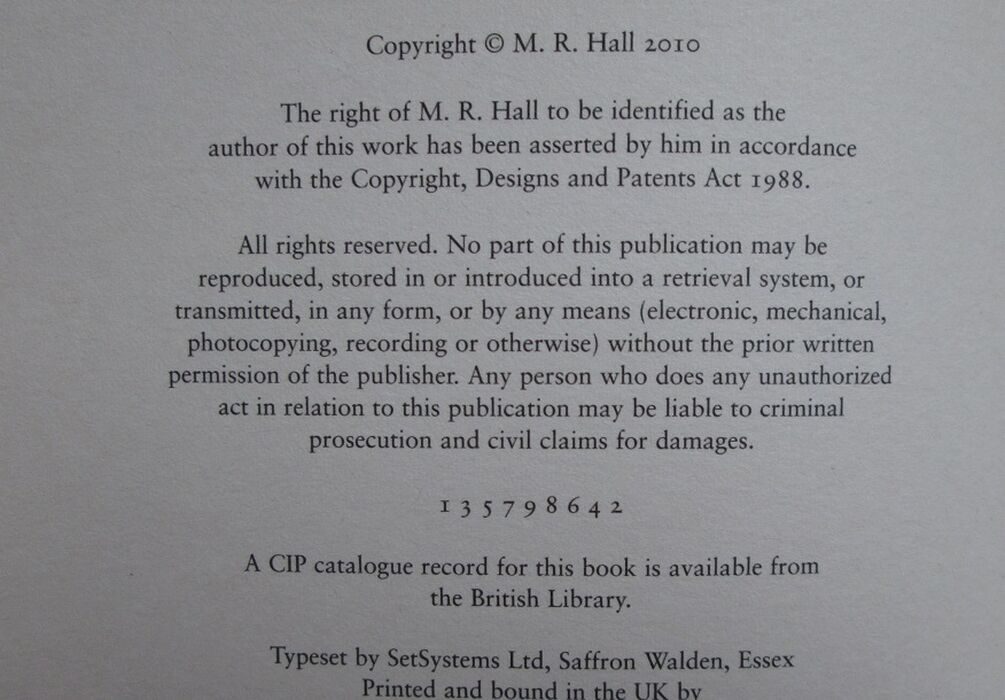 Copyright © M. R. Hall 2010
The right of M. R. Hall to be identified as the
author of this work has been asserted by him in accordance
with the Copyright, Designs and Patents Act 1988.
All rights reserved. No part of this publication may be
reproduced, stored in or introduced into a retrieval system, or
transmitted, in any form, or by any means (electronic, mechanical,
photocopying, recording or otherwise) without the prior written
permission of the publisher. Any person who does any unauthorized
act in relation to this publication may be liable to criminal
prosecution and civil claims for damages.
1 3 5 7 9 8 6 4 2
A CIP catalogue record for this book is available from
the British Library.
Typeset by SetSystems Ltd, Saffron Walden, Essex
Printed and bound in the UK by